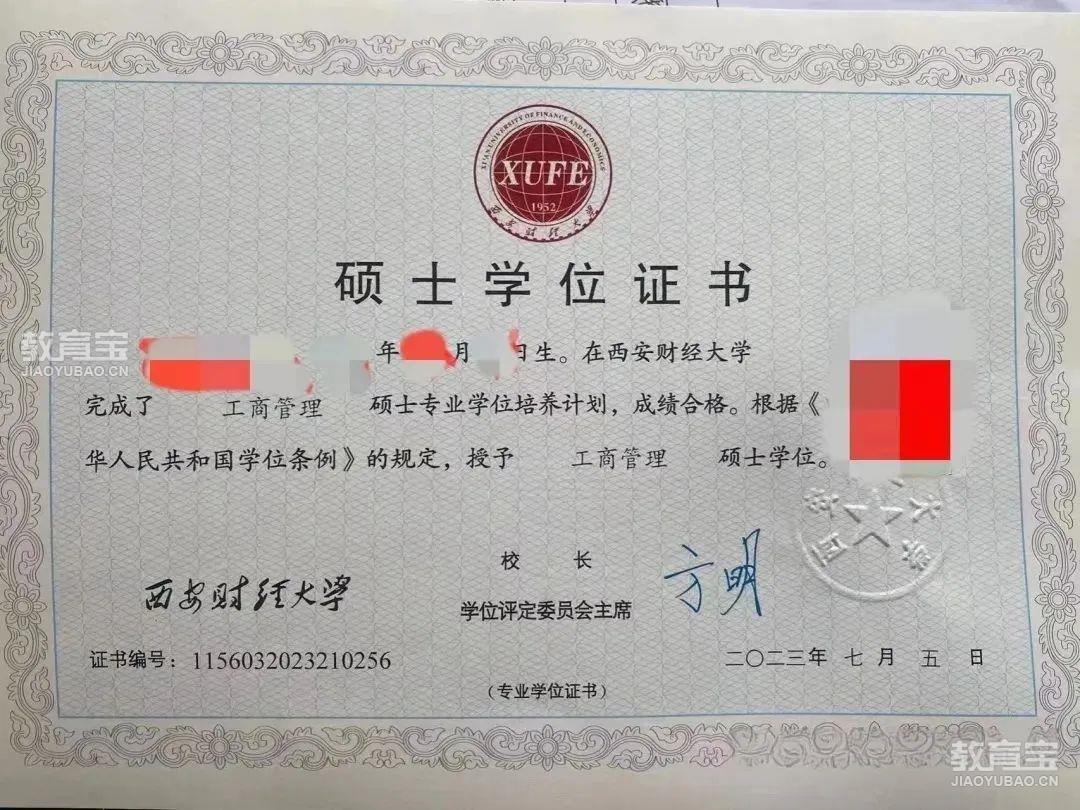 XI'AN UNIVERSITY OF FINANCE AND ECONOMICS
XUFE
1952
西安财经大学
硕士学位证书
教育宝
JIAOYUBAO.CN
年 月 日生。在西安财经大学
完成了 工商管理 硕士专业学位培养计划，成绩合格。根据《
华人民共和国学位条例》的规定，授予 工商管理 硕士学位。
校 长
西安财经大学
学位评定委员会主席
方明
证书编号：1156032023210256
二〇二三年 七 月 五 日
（专业学位证书）
教育宝
JIAOYUBAO.CN